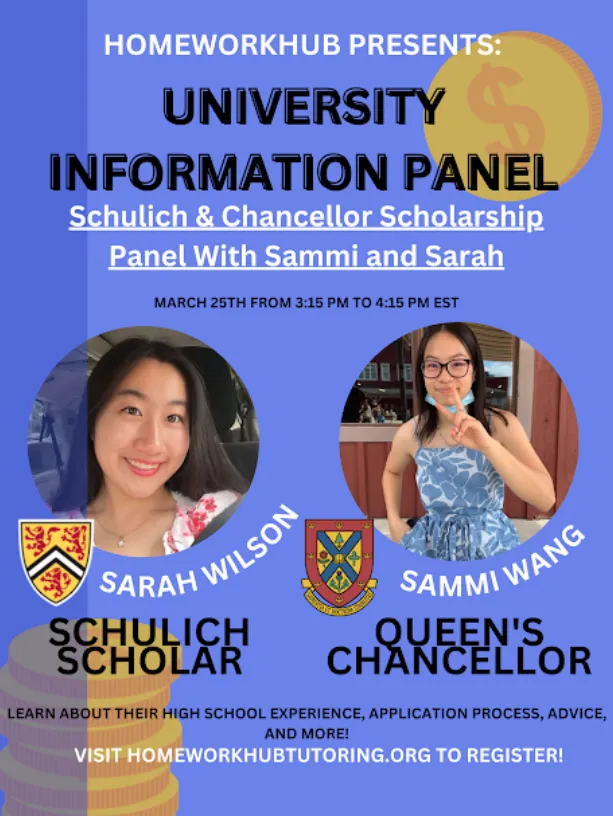 HOMEWORKHUB PRESENTS:
UNIVERSITY
INFORMATION PANEL
Schulich & Chancellor Scholarship
Panel With Sammi and Sarah
MARCH 25TH FROM 3:15 PM TO 4:15 PM EST
SARAH WILSON
SAMMI WANG
SCHULICH
SCHOLAR
QUEEN'S
CHANCELLOR
LEARN ABOUT THEIR HIGH SCHOOL EXPERIENCE, APPLICATION PROCESS, ADVICE,
AND MORE!
VISIT HOMEWORKHUBTUTORING.ORG TO REGISTER!